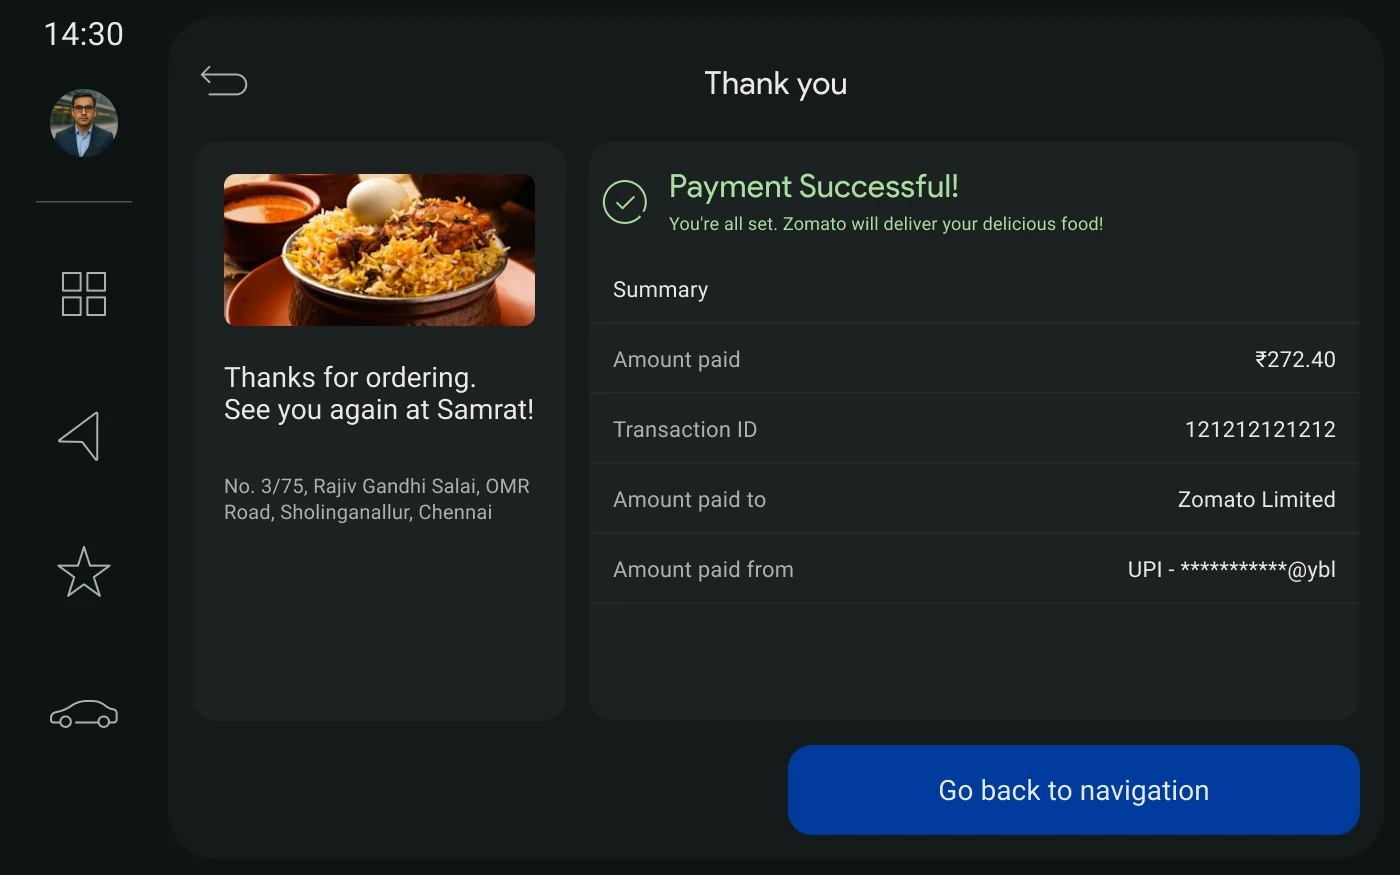 14:30
Thank you
Thanks for ordering.
See you again at Samrat!
No. 3/75, Rajiv Gandhi Salai, OMR
Road, Sholinganallur, Chennai
Payment Successful!
You're all set. Zomato will deliver your delicious food!
Summary
Amount paid ₹272.40
Transaction ID 121212121212
Amount paid to Zomato Limited
Amount paid from UPI - ***********@ybl
Go back to navigation